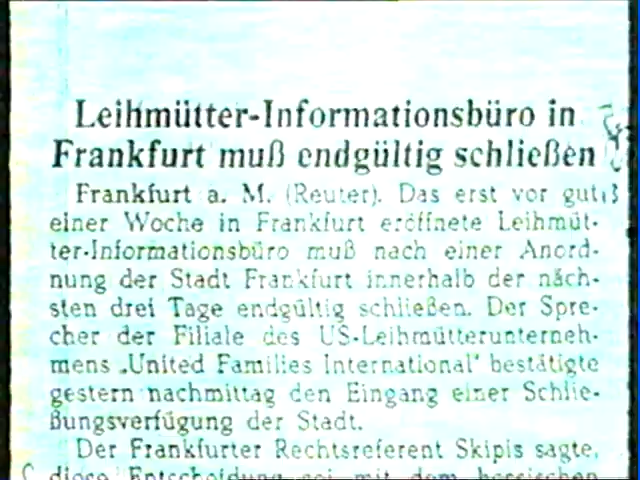 Leihmütter-Informationsbüro in
Frankfurt muß endgültig schließen
Frankfurt a. M. (Reuter). Das erst vor gut
einer Woche in Frankfurt eröffnete Leihmüt-
ter-Informationsbüro muß nach einer Anord-
nung der Stadt Frankfurt innerhalb der näch-
sten drei Tage endgültig schließen. Der Spre-
cher der Filiale des US-Leihmütterunterneh-
mens „United Families International" bestätigte
gestern nachmittag den Eingang einer Schlie-
ßungsverfügung der Stadt.
Der Frankfurter Rechtsreferent Skipis sagte,
diese Entscheidung sei mit dem hessischen